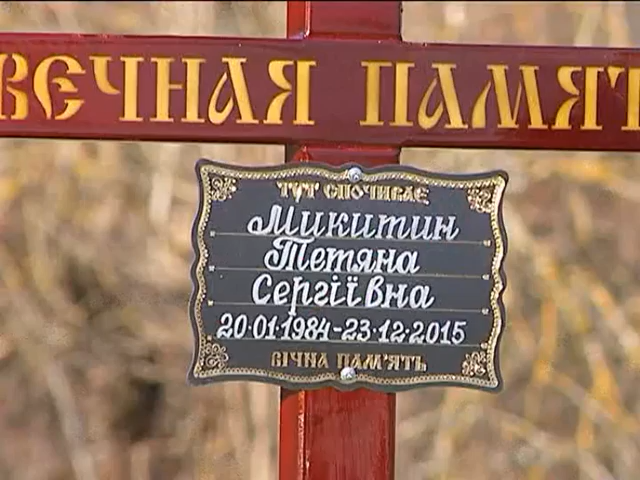 ВЕЧНАЯ ПАМЯТ
ТУТ СПОЧИВАЄ
Микитин
Тетяна
Сергіївна
20·01·1984-23·12·2015
ВІЧНА ПАМ'ЯТЬ